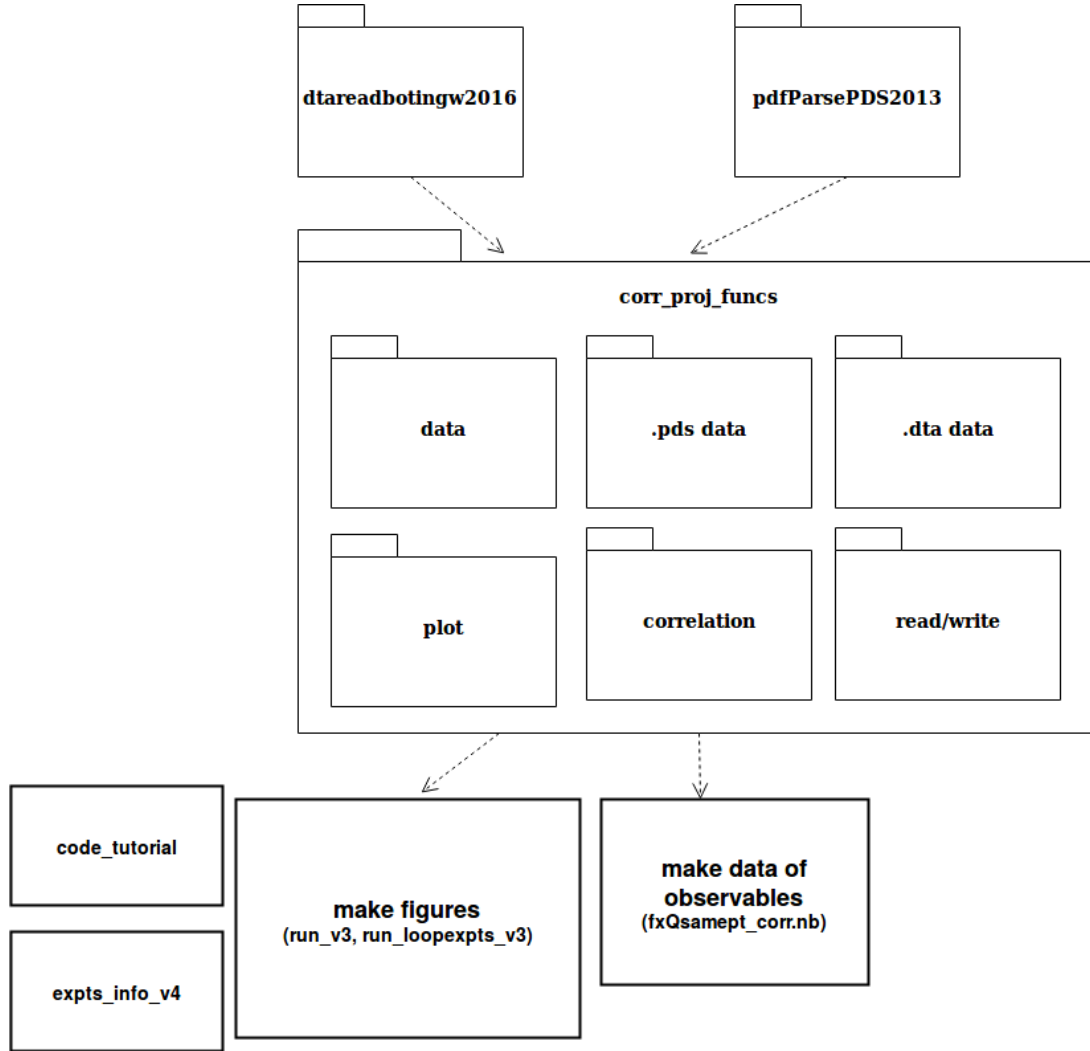 dtareadbotingw2016
pdfParsePDS2013
corr_proj_funcs
data
.pds data
.dta data
plot
correlation
read/write
code_tutorial
expts_info_v4
make figures
(run_v3, run_loopexpts_v3)
make data of
observables
(fxQsamept_corr.nb)